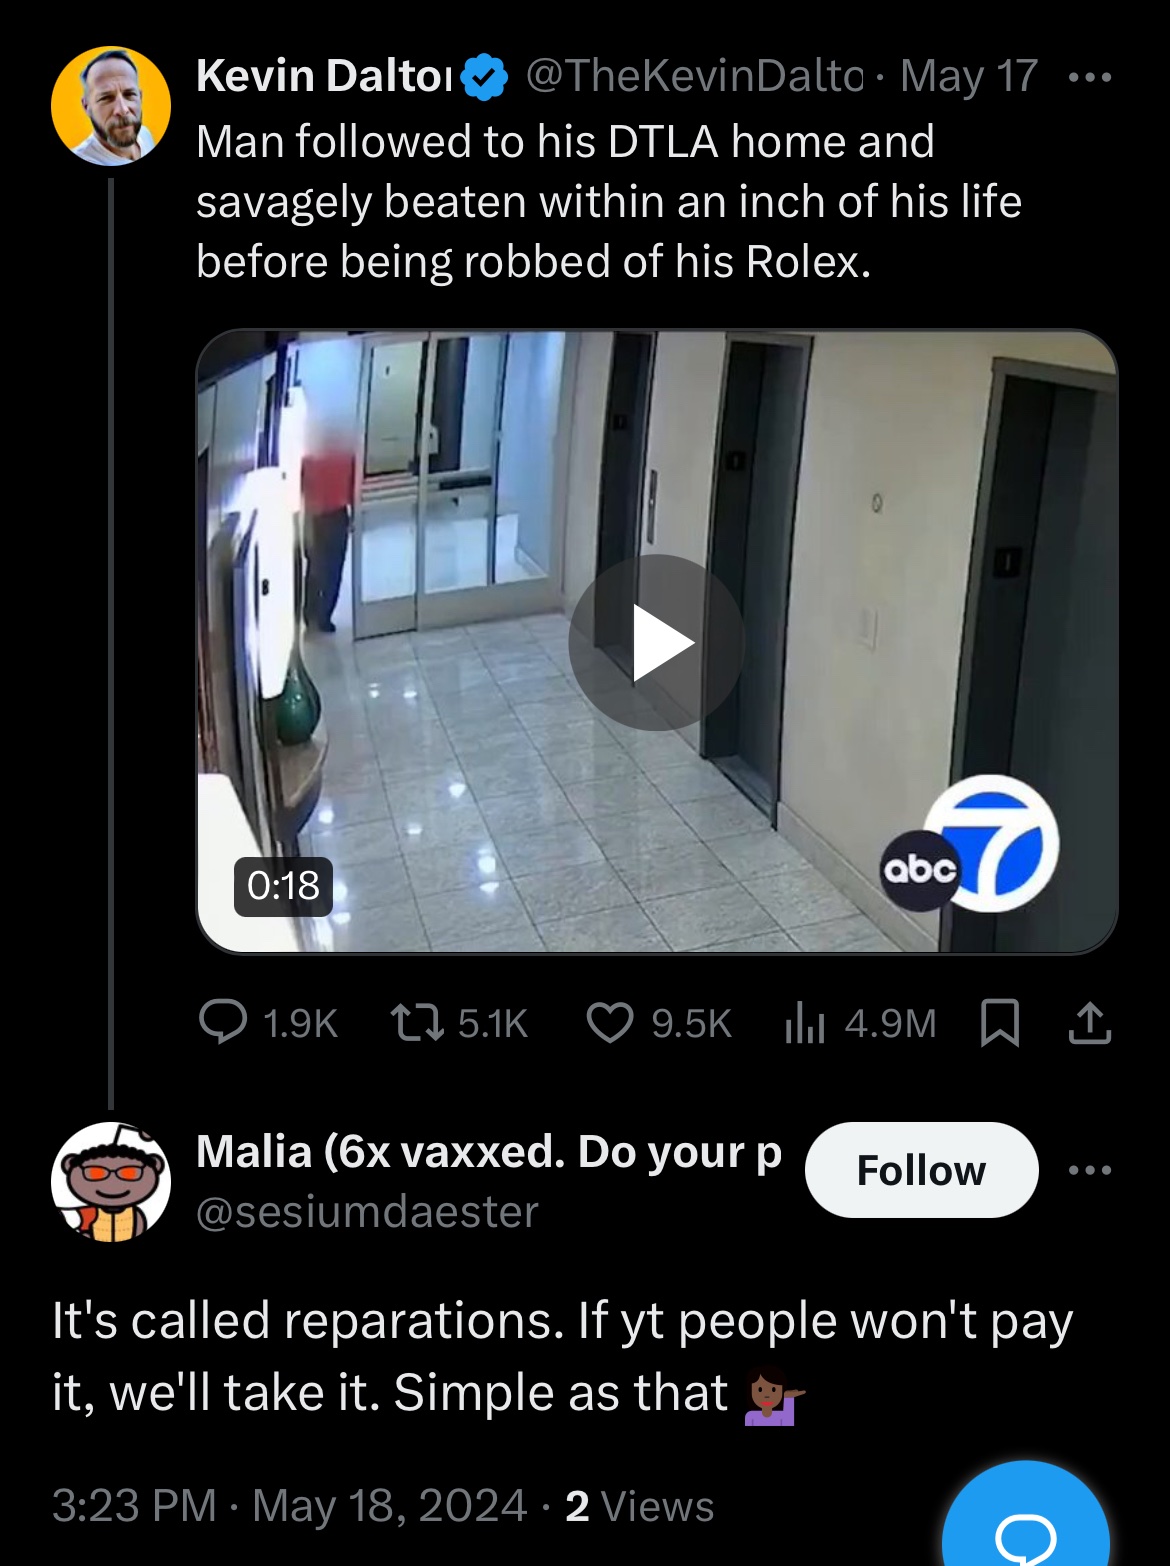 Kevin Dalton @TheKevinDalto · May 17
Man followed to his DTLA home and
savagely beaten within an inch of his life
before being robbed of his Rolex.
abc 7
0:18
1.9K 5.1K 9.5K 4.9M
Malia (6x vaxxed. Do your p
Follow
@sesiumdaester
It's called reparations. If yt people won't pay
it, we'll take it. Simple as that 💁🏾‍♀️
3:23 PM · May 18, 2024 · 2 Views